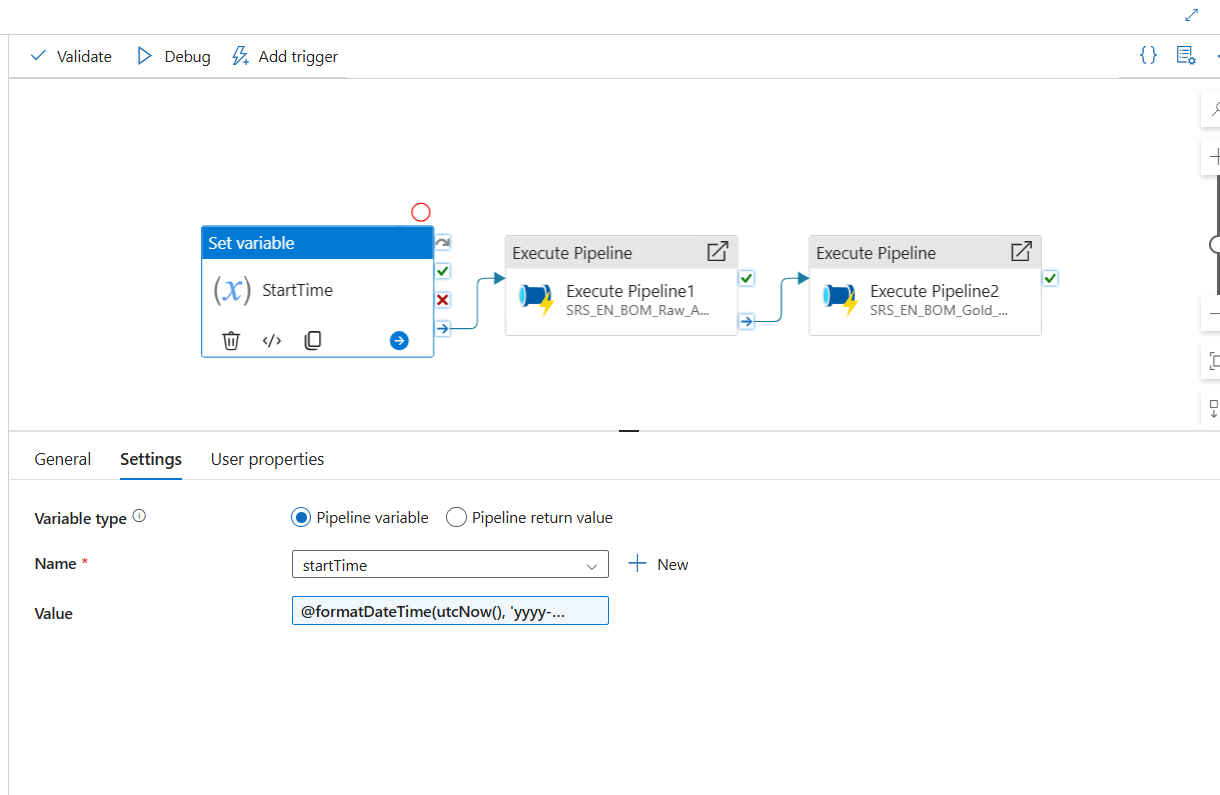 Validate Debug Add trigger {}
Set variable
(x) StartTime
</>
Execute Pipeline
Execute Pipeline1
SRS_EN_BOM_Raw_A...
Execute Pipeline
Execute Pipeline2
SRS_EN_BOM_Gold_...
General Settings User properties
Variable type Pipeline variable Pipeline return value
Name * startTime New
Value @formatDateTime(utcNow(), 'yyyy-...